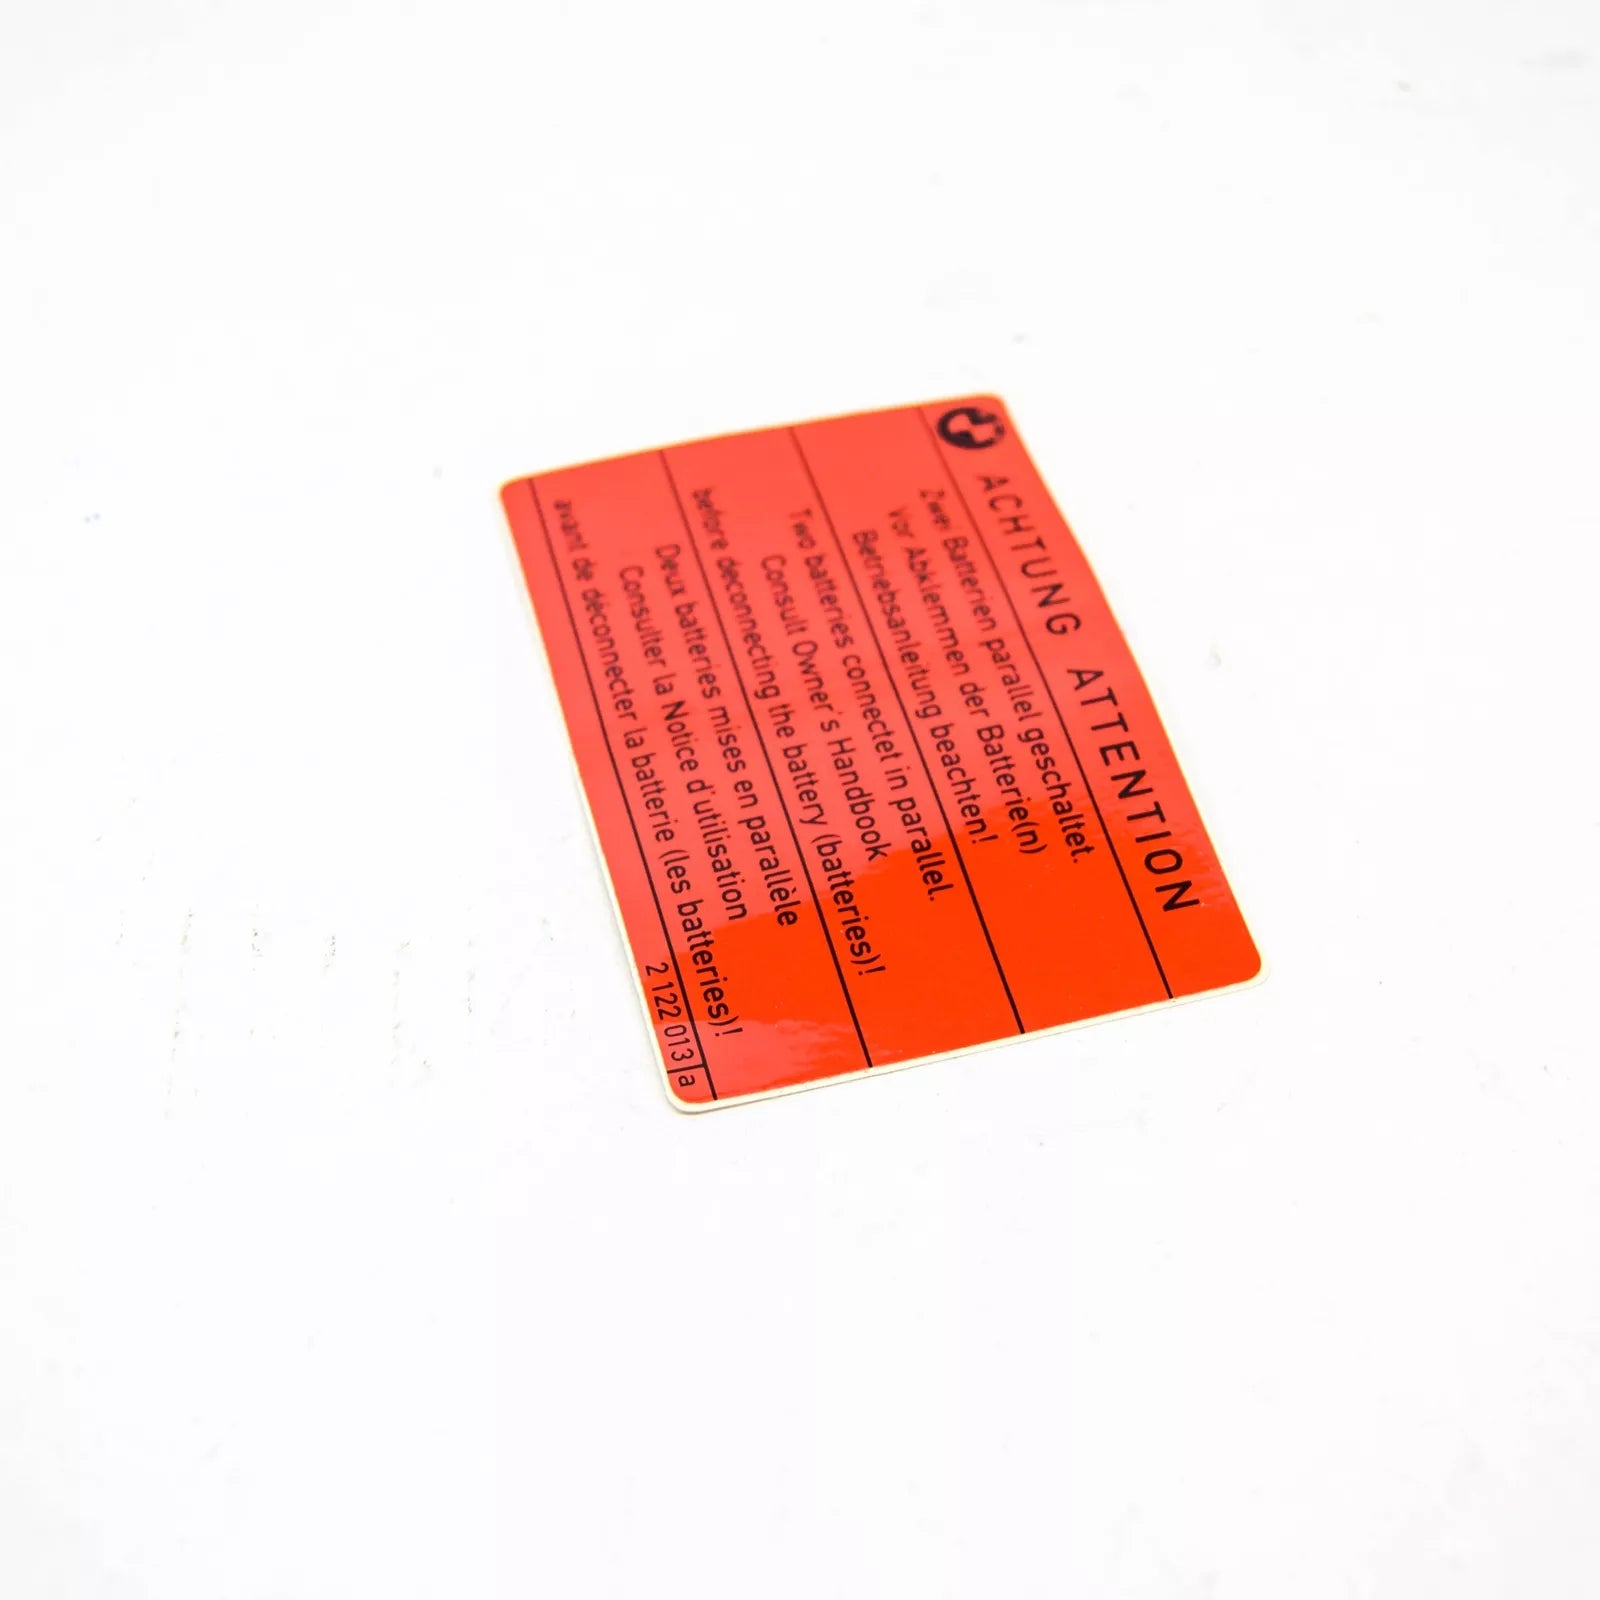 ACHTUNG ATTENTION
Zwei Batterien parallel geschaltet.
Vor Abklemmen der Batterie(n)
Betriebsanleitung beachten!
Two batteries connectet in parallel.
Consult Owner's Handbook
before deconnecting the battery (batteries)!
Deux batteries mises en parallèle
Consulter la Notice d'utilisation
avant de déconnecter la batterie (les batteries)!
2 122 013 a